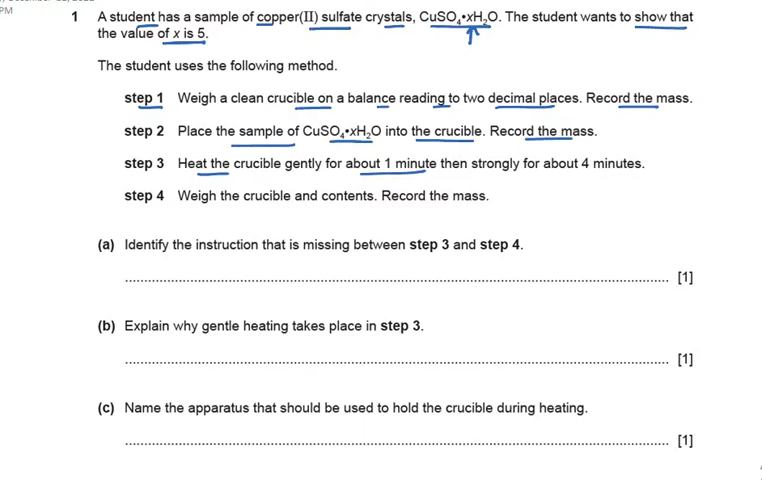 PM
1 A student has a sample of copper(II) sulfate crystals, CuSO₄•xH₂O. The student wants to show that
the value of x is 5.
The student uses the following method.
step 1 Weigh a clean crucible on a balance reading to two decimal places. Record the mass.
step 2 Place the sample of CuSO₄•xH₂O into the crucible. Record the mass.
step 3 Heat the crucible gently for about 1 minute then strongly for about 4 minutes.
step 4 Weigh the crucible and contents. Record the mass.
(a) Identify the instruction that is missing between step 3 and step 4.
[1]
(b) Explain why gentle heating takes place in step 3.
[1]
(c) Name the apparatus that should be used to hold the crucible during heating.
[1]